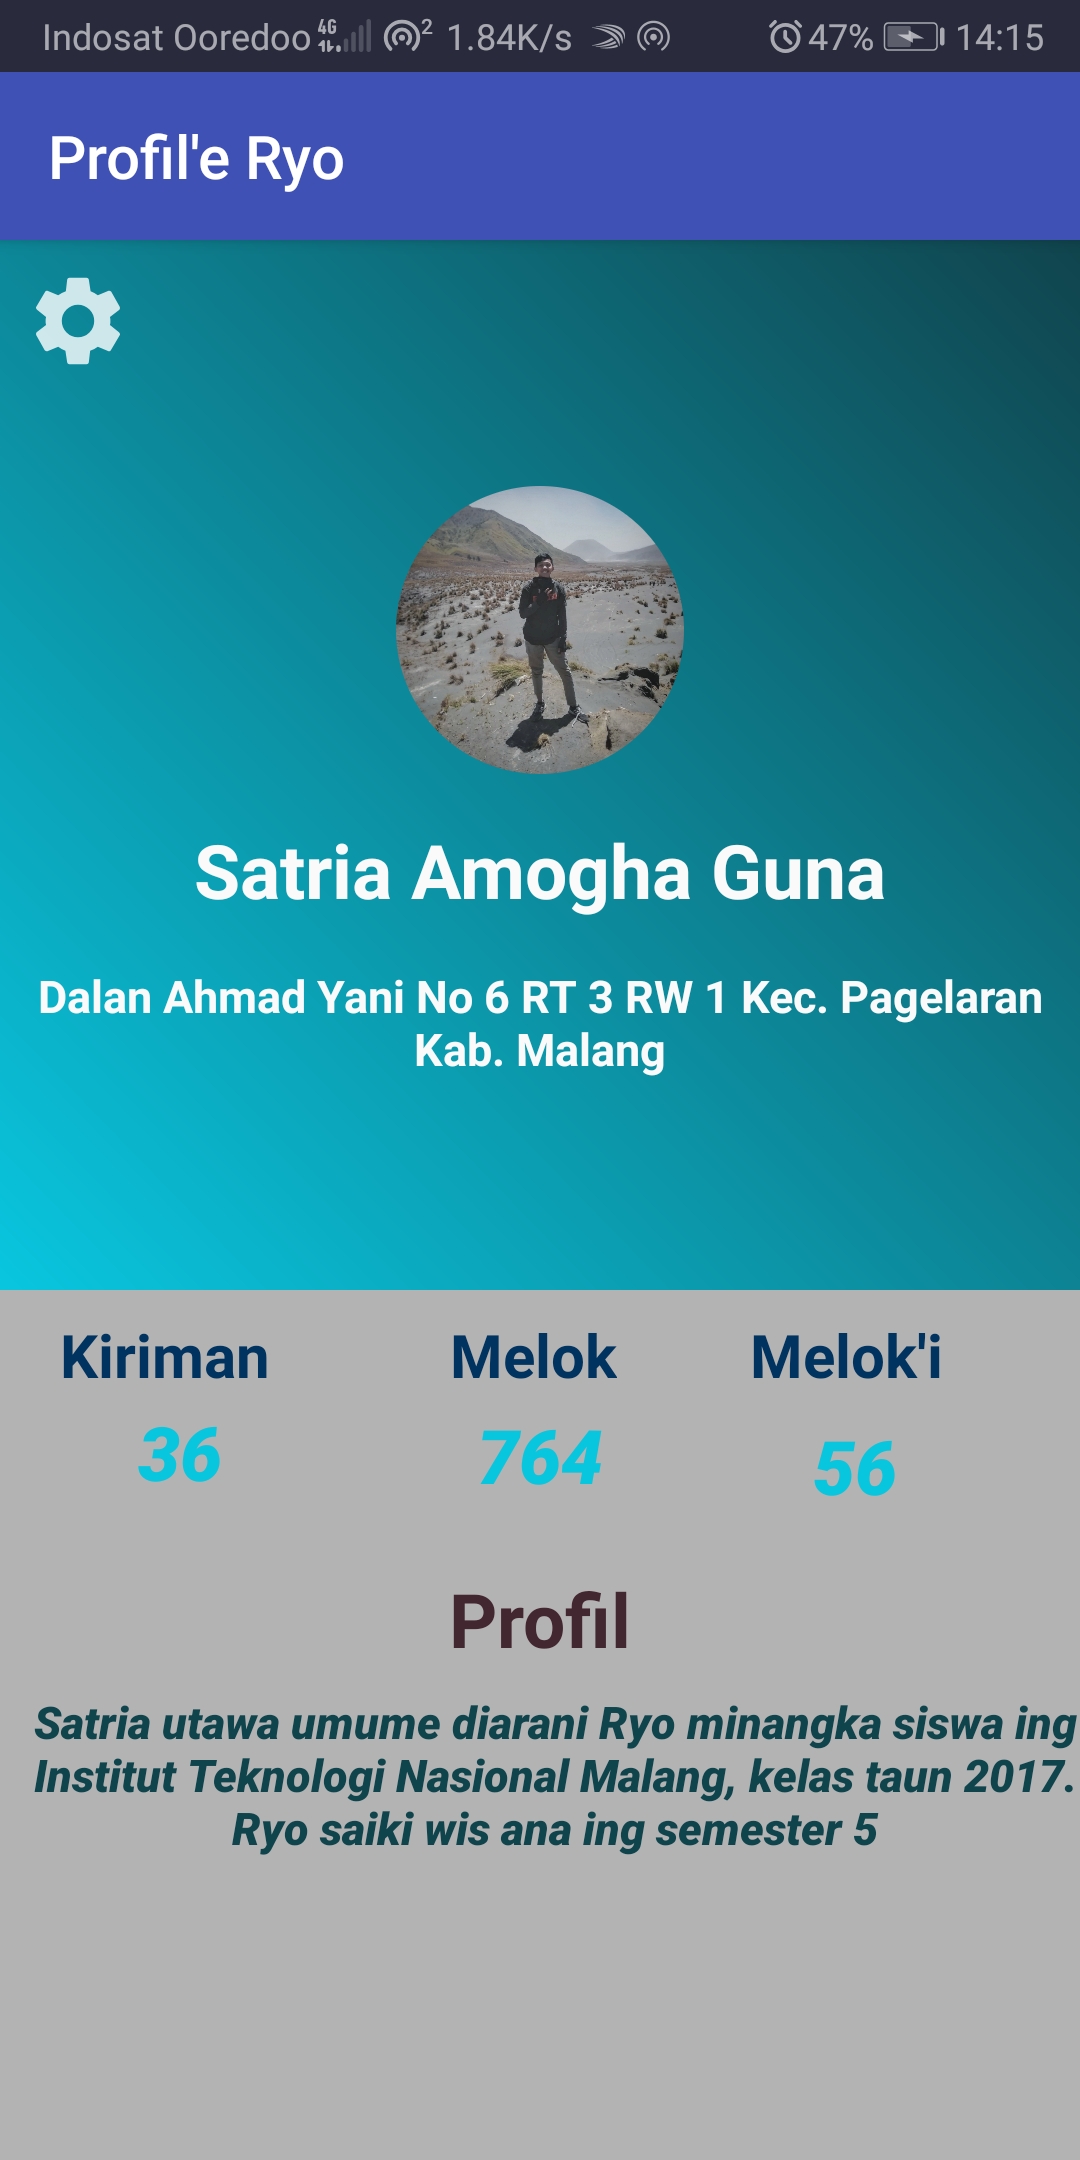 Indosat Ooredoo 4G 2 1.84K/s 47% 14:15
Profil'e Ryo
Satria Amogha Guna
Dalan Ahmad Yani No 6 RT 3 RW 1 Kec. Pagelaran
Kab. Malang
Kiriman Melok Melok'i
36 764 56
Profil
Satria utawa umume diarani Ryo minangka siswa ing
Institut Teknologi Nasional Malang, kelas taun 2017.
Ryo saiki wis ana ing semester 5